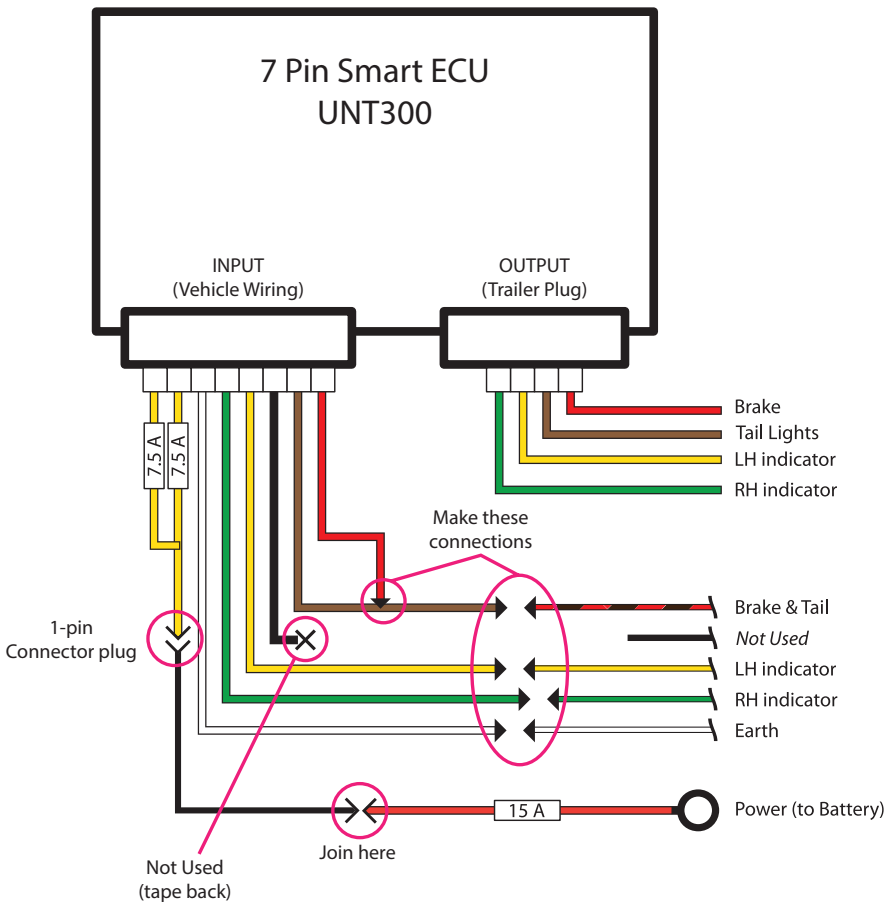 7 Pin Smart ECU
UNT300
INPUT
(Vehicle Wiring)
OUTPUT
(Trailer Plug)
7.5 A
7.5 A
Brake
Tail Lights
LH indicator
RH indicator
Make these
connections
1-pin
Connector plug
Brake & Tail
Not Used
LH indicator
RH indicator
Earth
15 A
Power (to Battery)
Join here
Not Used
(tape back)